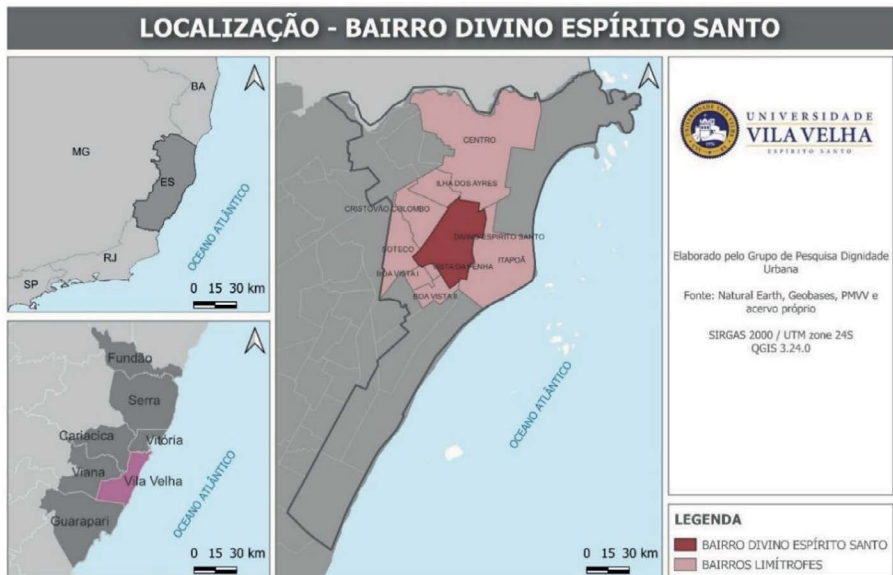 LOCALIZAÇÃO - BAIRRO DIVINO ESPÍRITO SANTO
BA
MG
ES
RJ
SP
OCEANO ATLÂNTICO
0 15 30 km
Fundão
Serra
Cariacica
Vitória
Viana
Vila Velha
Guarapari
OCEANO ATLÂNTICO
0 15 30 km
CENTRO
ILHA DOS AYRES
CRISTÓVÃO COLOMBO
DIVINO ESPÍRITO SANTO
SOTECO
ITAPOÃ
BOA VISTA I
VISTA DA PENHA
BOA VISTA II
OCEANO ATLÂNTICO
0 15 30 km
UNIVERSIDADE
VILA VELHA
ESPÍRITO SANTO
Elaborado pelo Grupo de Pesquisa Dignidade
Urbana
Fonte: Natural Earth, Geobases, PMVV e
acervo próprio
SIRGAS 2000 / UTM zone 24S
QGIS 3.24.0
LEGENDA
BAIRRO DIVINO ESPÍRITO SANTO
BAIRROS LIMÍTROFES